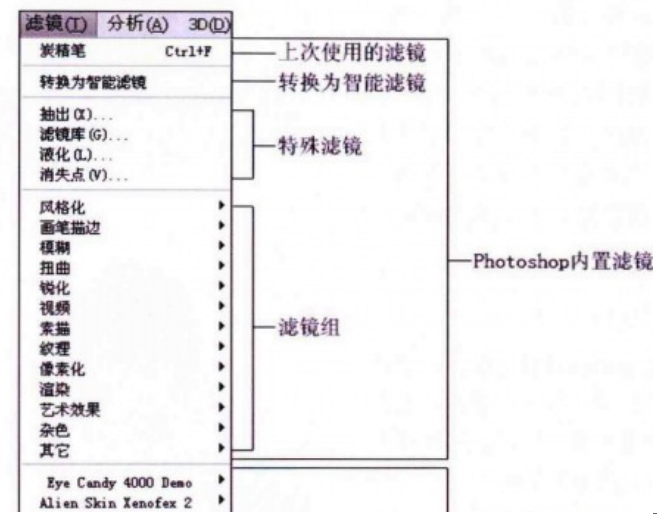 滤镜(T) 分析(A) 3D(D)
炭精笔 Ctrl+F
上次使用的滤镜
转换为智能滤镜
转换为智能滤镜
抽出(X)...
滤镜库(G)...
液化(L)...
消失点(V)...
特殊滤镜
风格化
画笔描边
模糊
扭曲
锐化
视频
素描
纹理
像素化
渲染
艺术效果
杂色
其它
滤镜组
Photoshop内置滤镜
Eye Candy 4000 Demo
Alien Skin Xenofex 2